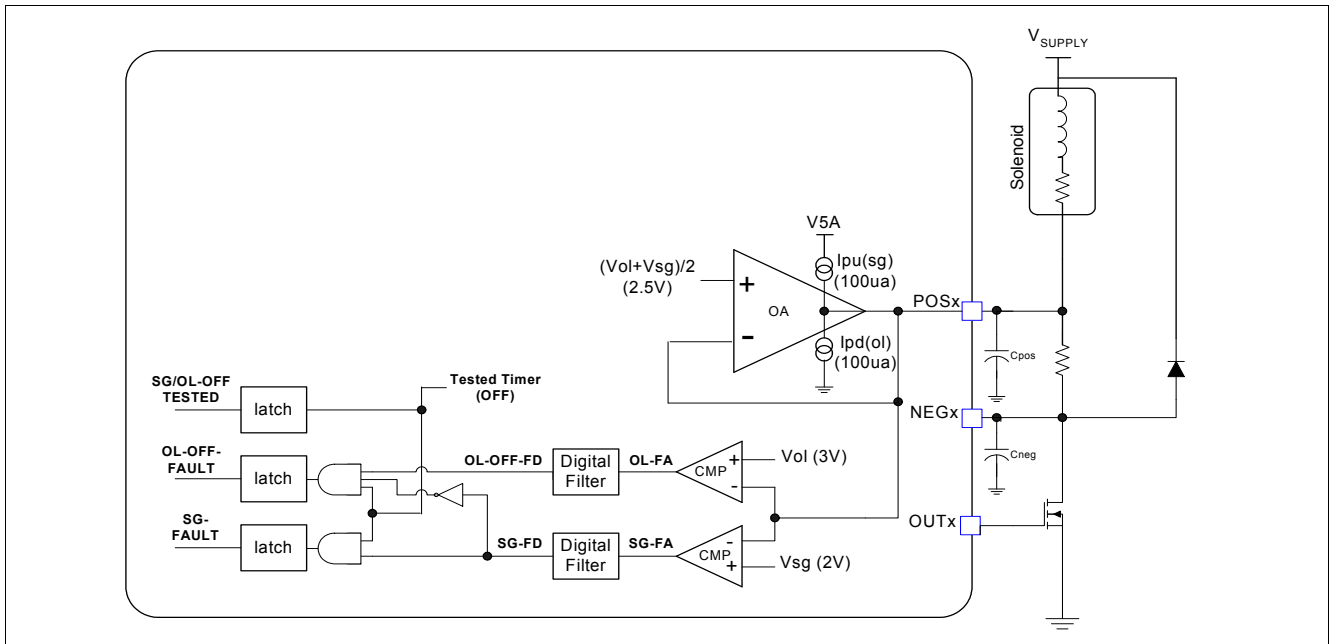 V SUPPLY
Solenoid
V5A
(Vol+Vsg)/2
(2.5V)
+
-
OA
Ipu(sg)
(100ua)
Ipd(ol)
(100ua)
POSx
Cpos
NEGx
Cneg
OUTx
SG/OL-OFF
TESTED
latch
Tested Timer
(OFF)
OL-OFF-
FAULT
latch
OL-OFF-FD
Digital
Filter
OL-FA
CMP
+
-
Vol (3V)
SG-
FAULT
latch
SG-FD
Digital
Filter
SG-FA
CMP
-
+
Vsg (2V)